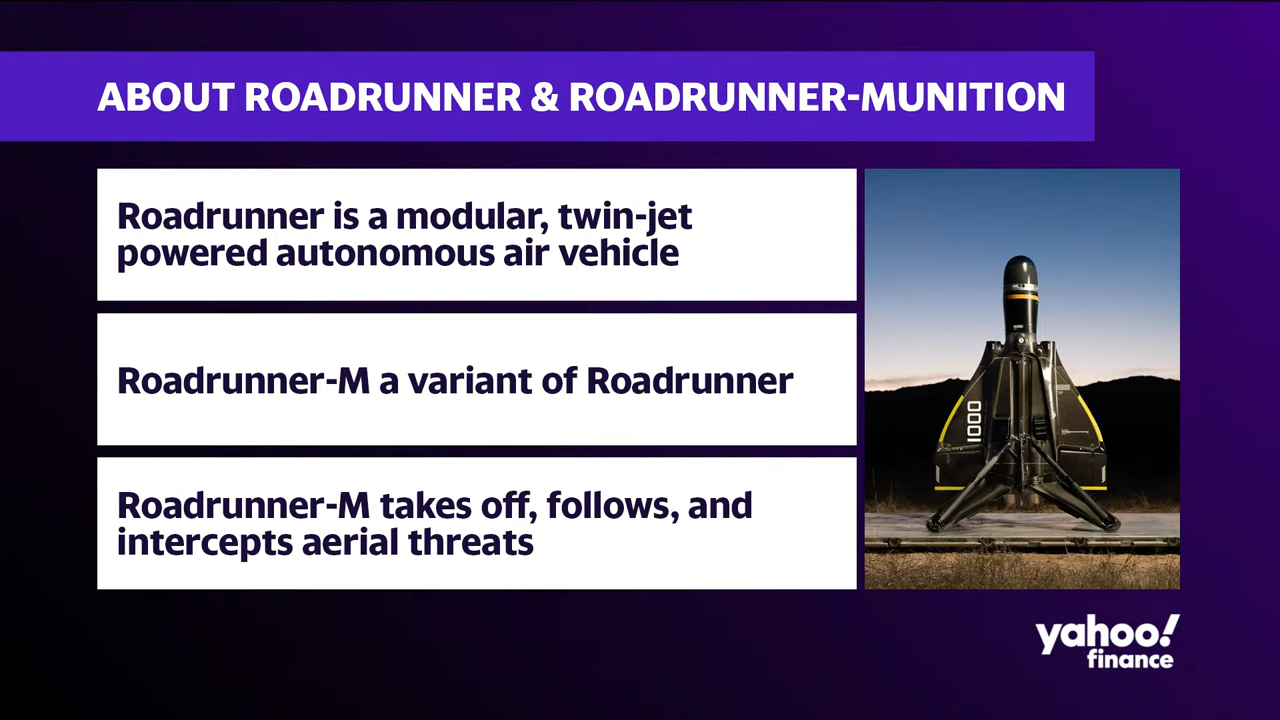 ABOUT ROADRUNNER & ROADRUNNER-MUNITION
Roadrunner is a modular, twin-jet
powered autonomous air vehicle
Roadrunner-M a variant of Roadrunner
Roadrunner-M takes off, follows, and
intercepts aerial threats
1000
yahoo!
finance